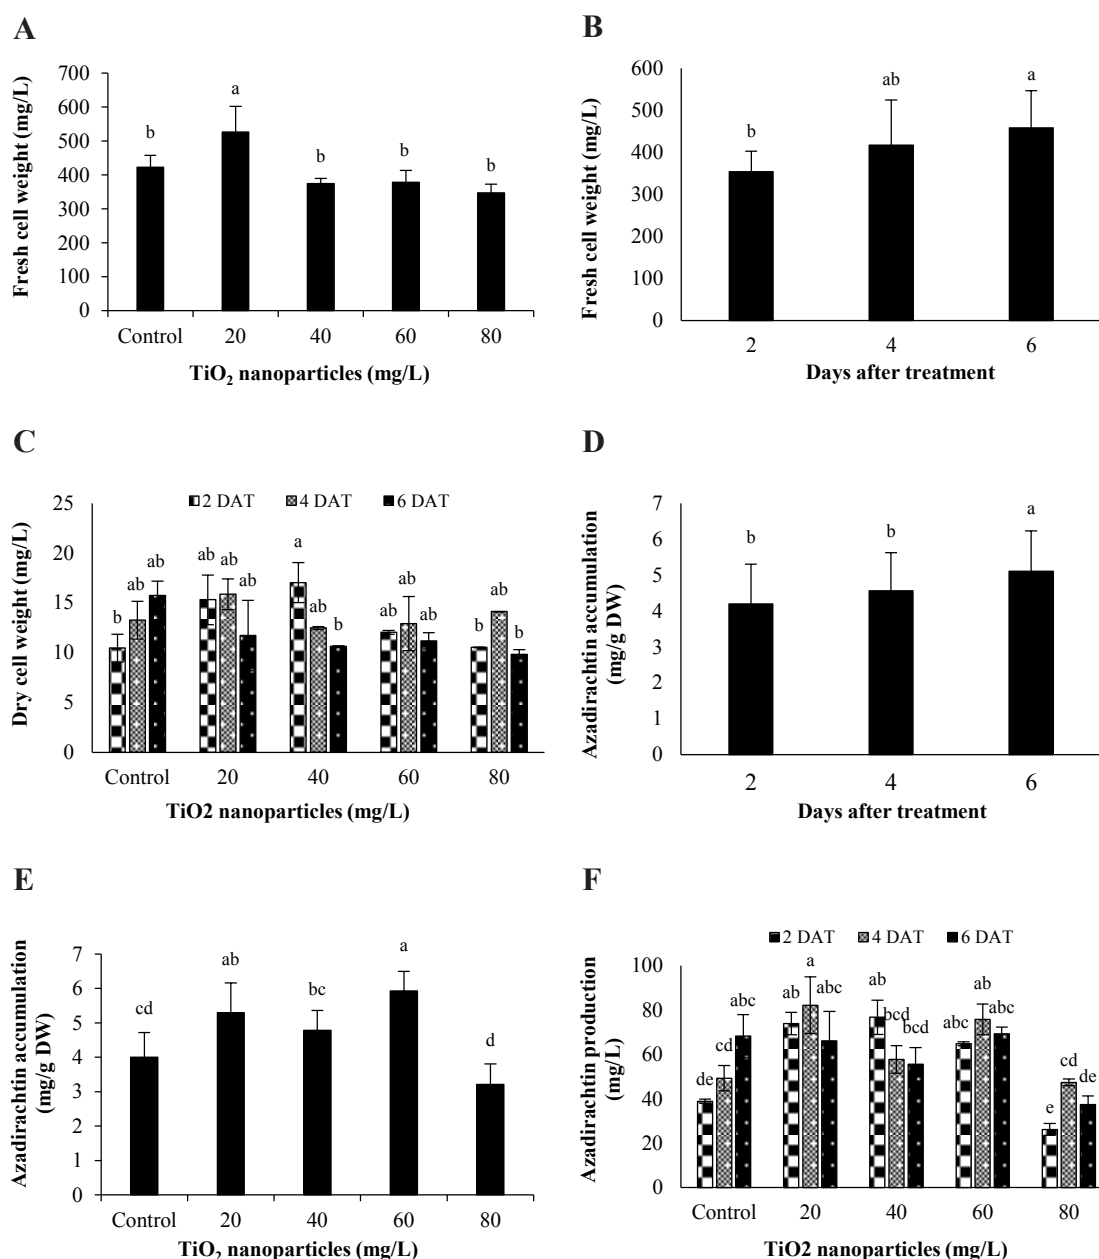 A
Fresh cell weight (mg/L)
700
600
500
400
300
200
100
0
b
a
b
b
b
Control 20 40 60 80
TiO₂ nanoparticles (mg/L)
B
Fresh cell weight (mg/L)
600
500
400
300
200
100
0
b
ab
a
2 4 6
Days after treatment
C
2 DAT 4 DAT 6 DAT
Dry cell weight (mg/L)
25
20
15
10
5
0
b ab ab
ab ab ab
a ab b
ab ab ab
b ab b
Control 20 40 60 80
TiO2 nanoparticles (mg/L)
D
Azadirachtin accumulation
(mg/g DW)
7
6
5
4
3
2
1
0
b
b
a
2 4 6
Days after treatment
E
Azadirachtin accumulation
(mg/g DW)
7
6
5
4
3
2
1
0
cd
ab
bc
a
d
Control 20 40 60 80
TiO₂ nanoparticles (mg/L)
F
2 DAT 4 DAT 6 DAT
Azadirachtin production
(mg/L)
100
80
60
40
20
0
de cd abc
ab a abc
ab bcd bcd
abc ab abc
e cd de
Control 20 40 60 80
TiO2 nanoparticles (mg/L)